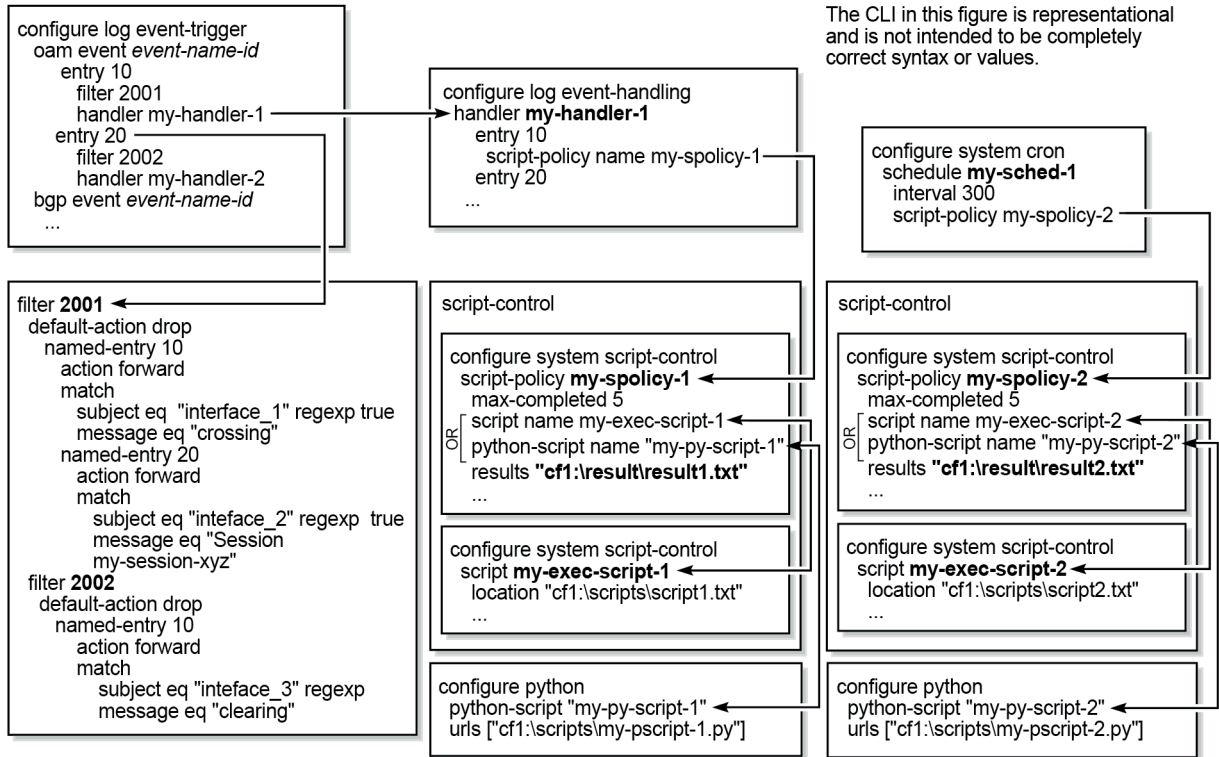 configure log event-trigger
oam event event-name-id
entry 10
filter 2001
handler my-handler-1
entry 20
filter 2002
handler my-handler-2
bgp event event-name-id
...
configure log event-handling
handler my-handler-1
entry 10
script-policy name my-spolicy-1
entry 20
...
The CLI in this figure is representational
and is not intended to be completely
correct syntax or values.
configure system cron
schedule my-sched-1
interval 300
script-policy my-spolicy-2
filter 2001
default-action drop
named-entry 10
action forward
match
subject eq "interface_1" regexp true
message eq "crossing"
named-entry 20
action forward
match
subject eq "inteface_2" regexp true
message eq "Session
my-session-xyz"
filter 2002
default-action drop
named-entry 10
action forward
match
subject eq "inteface_3" regexp
message eq "clearing"
script-control
configure system script-control
script-policy my-spolicy-1
max-completed 5
OR
script name my-exec-script-1
python-script name "my-py-script-1"
results "cf1:\result\result1.txt"
...
configure system script-control
script my-exec-script-1
location "cf1:\scripts\script1.txt"
...
configure python
python-script "my-py-script-1"
urls ["cf1:\scripts\my-pscript-1.py"]
script-control
configure system script-control
script-policy my-spolicy-2
max-completed 5
OR
script name my-exec-script-2
python-script name "my-py-script-2"
results "cf1:\result\result2.txt"
...
configure system script-control
script my-exec-script-2
location "cf1:\scripts\script2.txt"
...
configure python
python-script "my-py-script-2"
urls ["cf1:\scripts\my-pscript-2.py"]